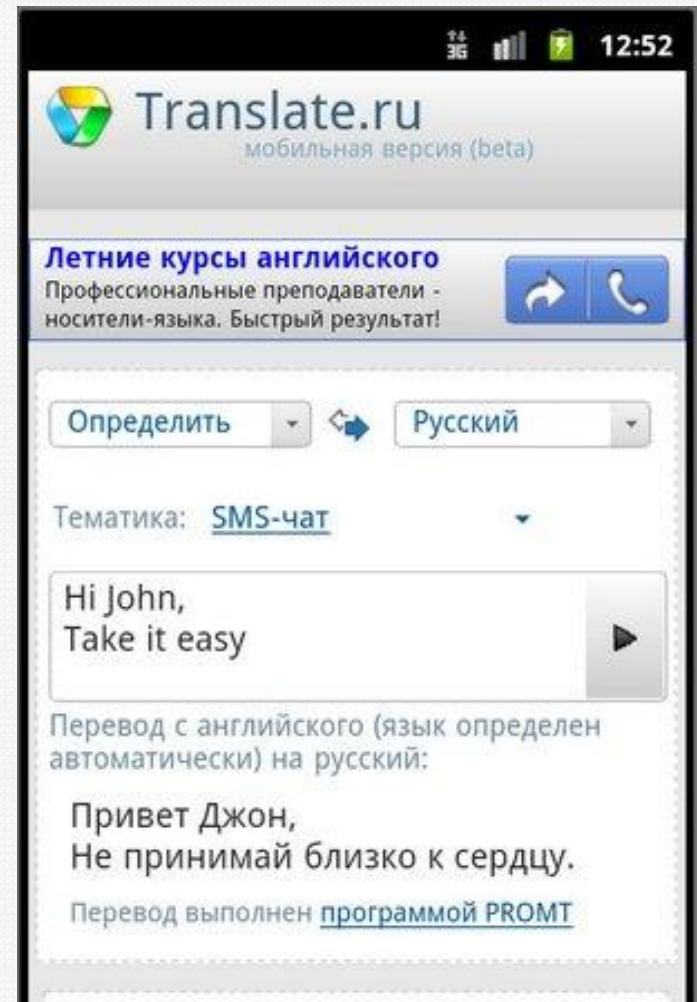 3G 12:52
Translate.ru
мобильная версия (beta)
Летние курсы английского
Профессиональные преподаватели -
носители-языка. Быстрый результат!
Определить Русский
Тематика: SMS-чат
Hi John,
Take it easy
Перевод с английского (язык определен
автоматически) на русский:
Привет Джон,
Не принимай близко к сердцу.
Перевод выполнен программой PROMT